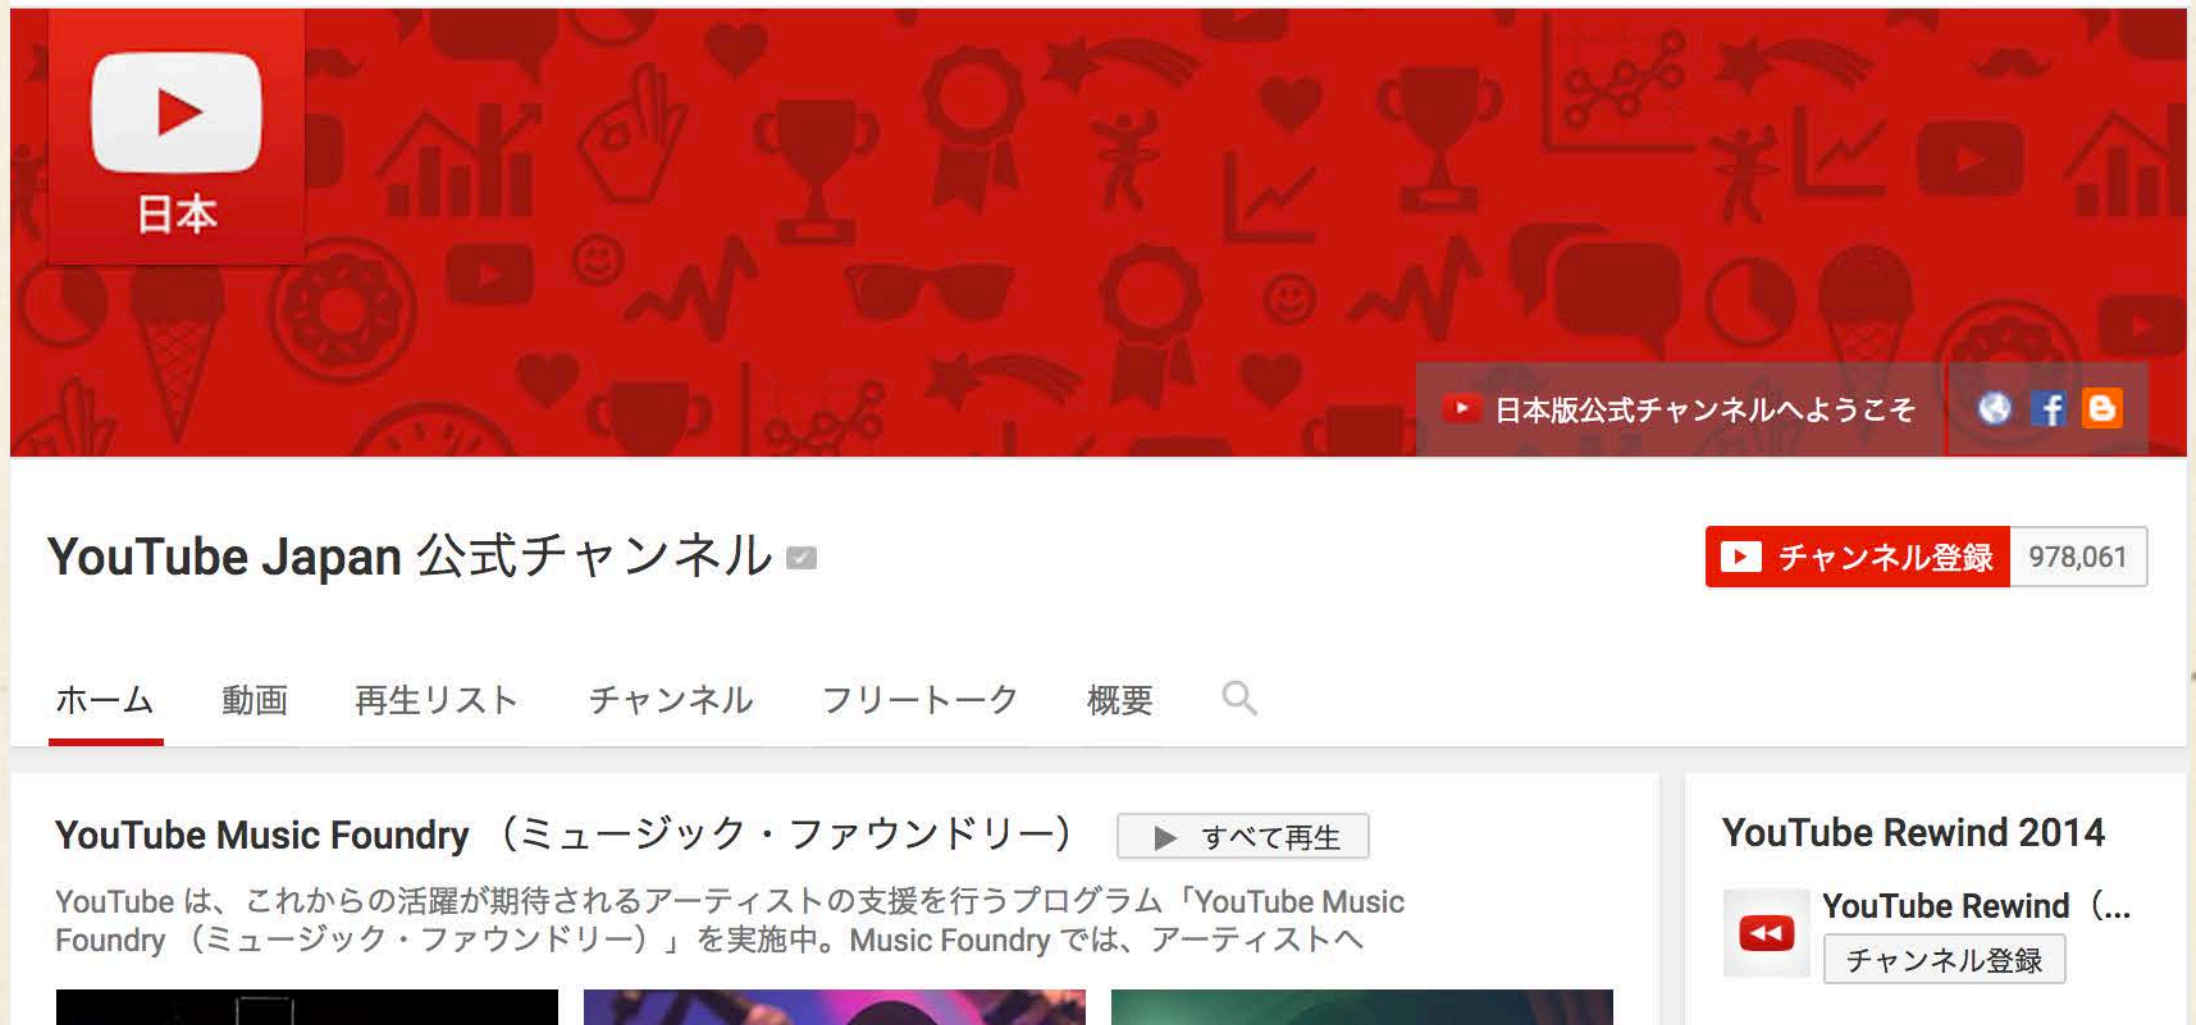 日本
日本版公式チャンネルへようこそ
YouTube Japan 公式チャンネル
チャンネル登録 978,061
ホーム 動画 再生リスト チャンネル フリートーク 概要
YouTube Music Foundry （ミュージック・ファウンドリー） すべて再生
YouTube は、これからの活躍が期待されるアーティストの支援を行うプログラム「YouTube Music
Foundry （ミュージック・ファウンドリー）」を実施中。Music Foundry では、アーティストへ
YouTube Rewind 2014
YouTube Rewind（...
チャンネル登録